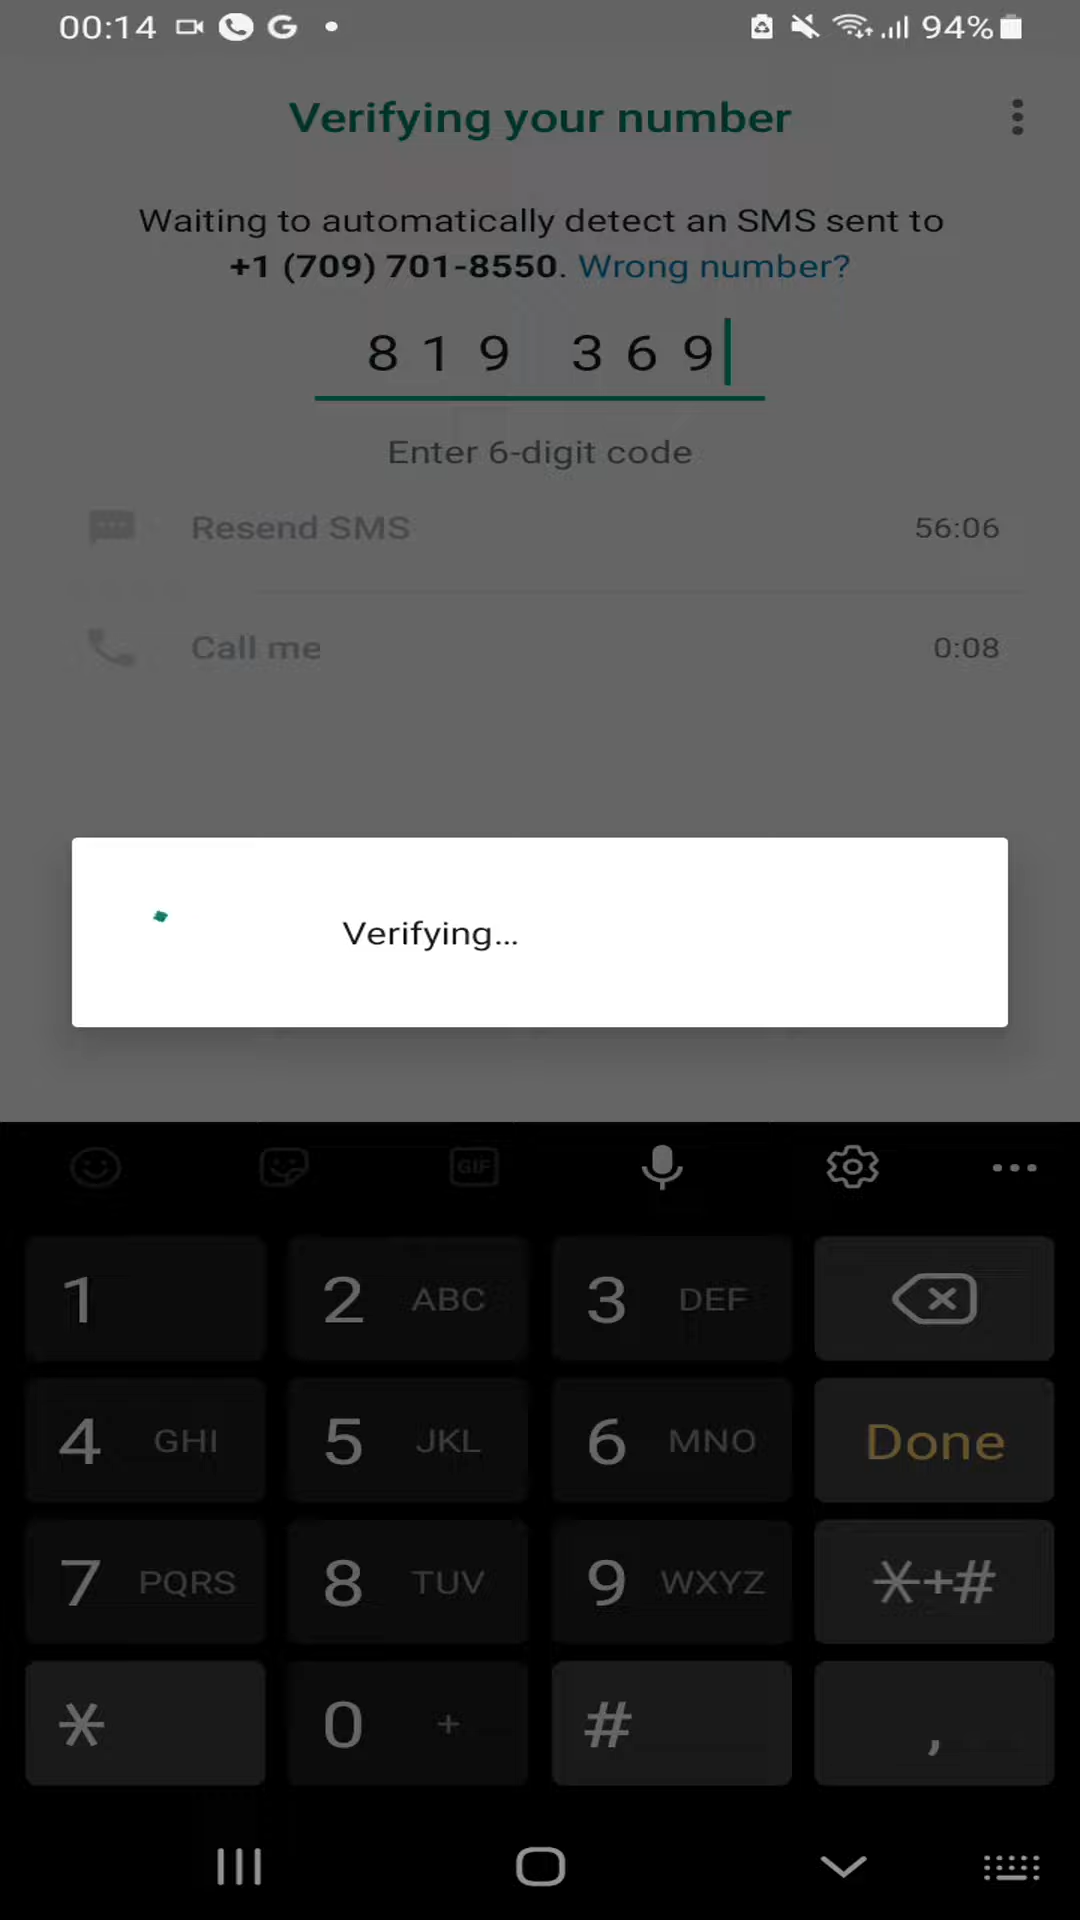 00:14
94%
Verifying your number
Waiting to automatically detect an SMS sent to
+1 (709) 701-8550. Wrong number?
819 369
Enter 6-digit code
Resend SMS 56:06
Call me 0:08
Verifying...
GIF
1 2 ABC 3 DEF
4 GHI 5 JKL 6 MNO Done
7 PQRS 8 TUV 9 WXYZ *+#
* 0 + # ,